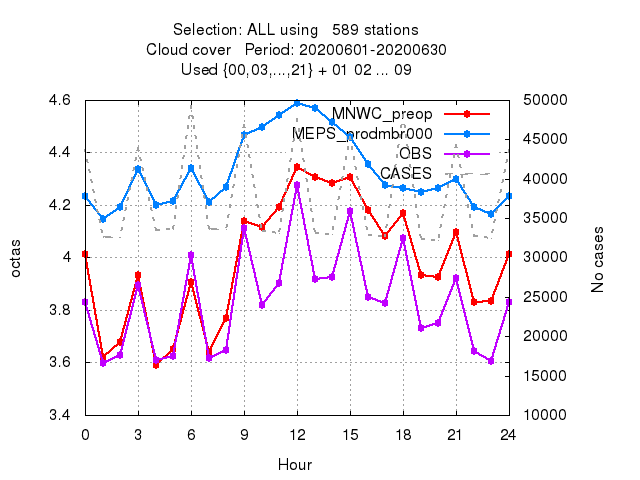 Selection: ALL using 589 stations
Cloud cover Period: 20200601-20200630
Used {00,03,...,21} + 01 02 ... 09
4.6
4.4
4.2
4
3.8
3.6
3.4
octas
50000
45000
40000
35000
30000
25000
20000
15000
10000
No cases
MNWC_preop
MEPS_prodmbr000
OBS
CASES
0 3 6 9 12 15 18 21 24
Hour